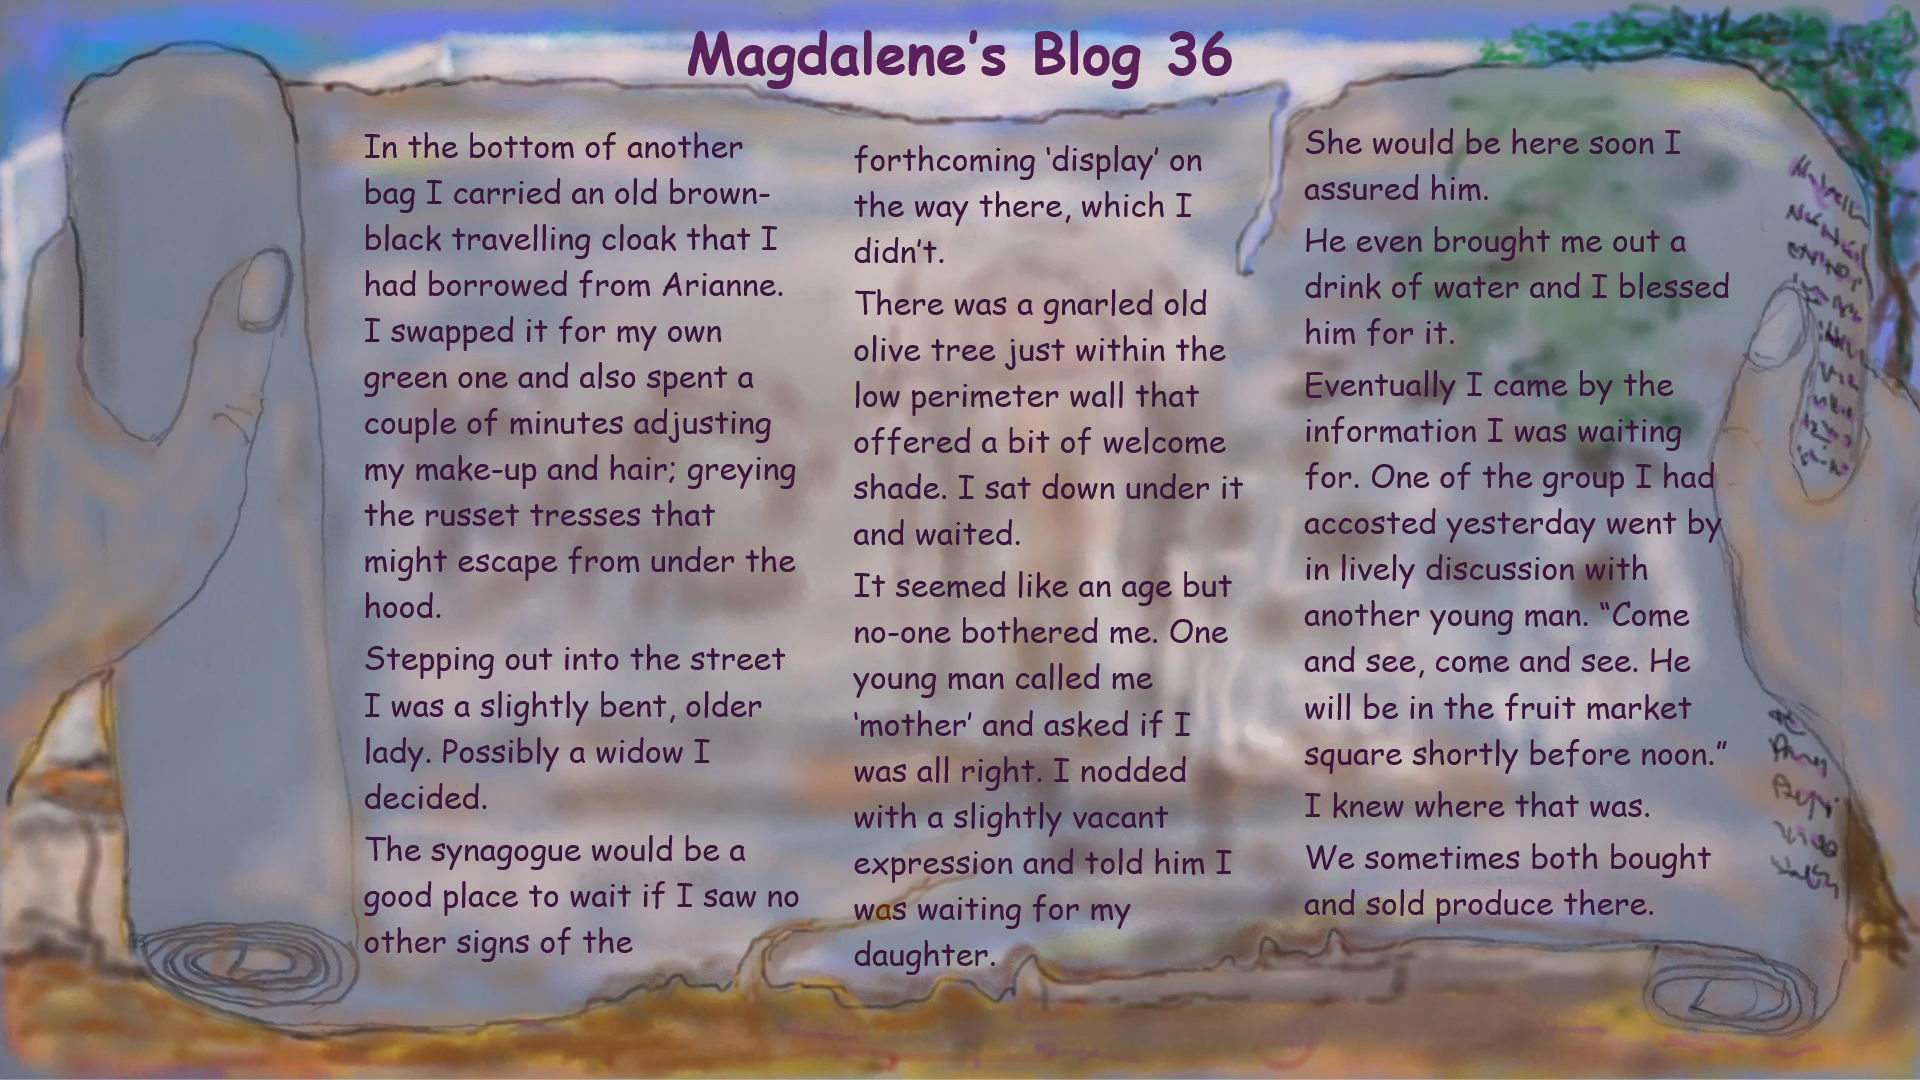 Magdalene's Blog 36
In the bottom of another
bag I carried an old brown-
black travelling cloak that I
had borrowed from Arianne.
I swapped it for my own
green one and also spent a
couple of minutes adjusting
my make-up and hair; greying
the russet tresses that
might escape from under the
hood.
Stepping out into the street
I was a slightly bent, older
lady. Possibly a widow I
decided.
The synagogue would be a
good place to wait if I saw no
other signs of the
forthcoming ‘display’ on
the way there, which I
didn’t.
There was a gnarled old
olive tree just within the
low perimeter wall that
offered a bit of welcome
shade. I sat down under it
and waited.
It seemed like an age but
no-one bothered me. One
young man called me
‘mother’ and asked if I
was all right. I nodded
with a slightly vacant
expression and told him I
was waiting for my
daughter.
She would be here soon I
assured him.
He even brought me out a
drink of water and I blessed
him for it.
Eventually I came by the
information I was waiting
for. One of the group I had
accosted yesterday went by
in lively discussion with
another young man. “Come
and see, come and see. He
will be in the fruit market
square shortly before noon.”
I knew where that was.
We sometimes both bought
and sold produce there.